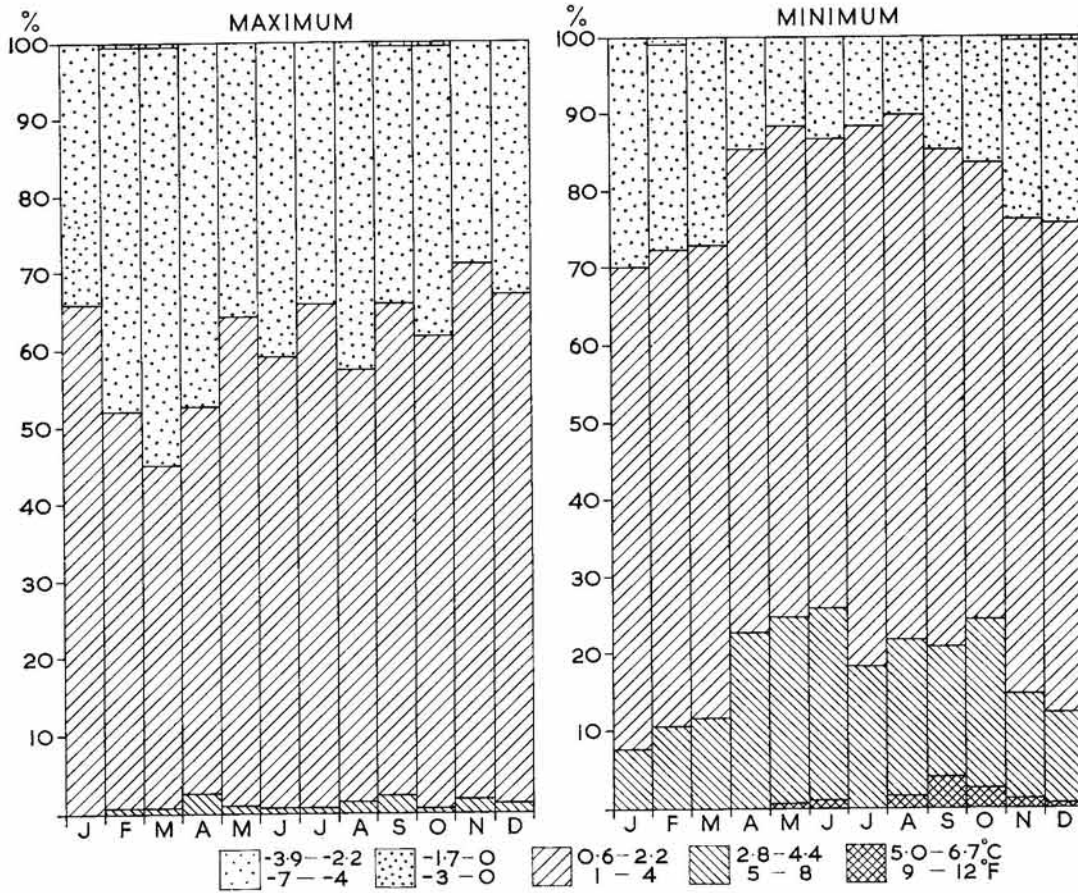 % MAXIMUM
100
90
80
70
60
50
40
30
20
10
J F M A M J J A S O N D
% MINIMUM
100
90
80
70
60
50
40
30
20
10
J F M A M J J A S O N D
-3.9 — -2.2
-7 — -4
-1.7 — 0
-3 — 0
0.6 — 2.2
1 — 4
2.8 — 4.4
5 — 8
5.0 — 6.7°C
9 — 12°F